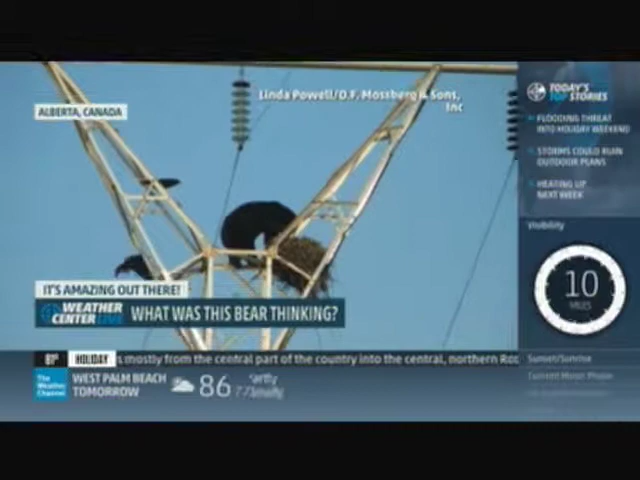 Linda Powell/O.F. Mossberg & Sons,
Inc
ALBERTA, CANADA
TODAY'S
TOP STORIES
FLOODING THREAT
INTO HOLIDAY WEEKEND
STORMS COULD RUIN
OUTDOOR PLANS
HEATING UP
NEXT WEEK
Visibility
10
MILES
IT'S AMAZING OUT THERE!
WEATHER
CENTER LIVE
WHAT WAS THIS BEAR THINKING?
81° HOLIDAY mostly from the central part of the country into the central, northern
Sunset/Sunrise
Current Moon Phase
The
Weather
Channel
WEST PALM BEACH
TOMORROW
86